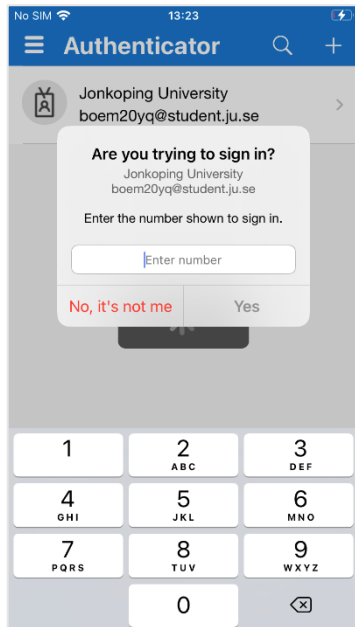 No SIM 13:23
Authenticator
Jonkoping University
boem20yq@student.ju.se
Are you trying to sign in?
Jonkoping University
boem20yq@student.ju.se
Enter the number shown to sign in.
Enter number
No, it's not me Yes
1 2 3
ABC DEF
4 5 6
GHI JKL MNO
7 8 9
PQRS TUV WXYZ
0